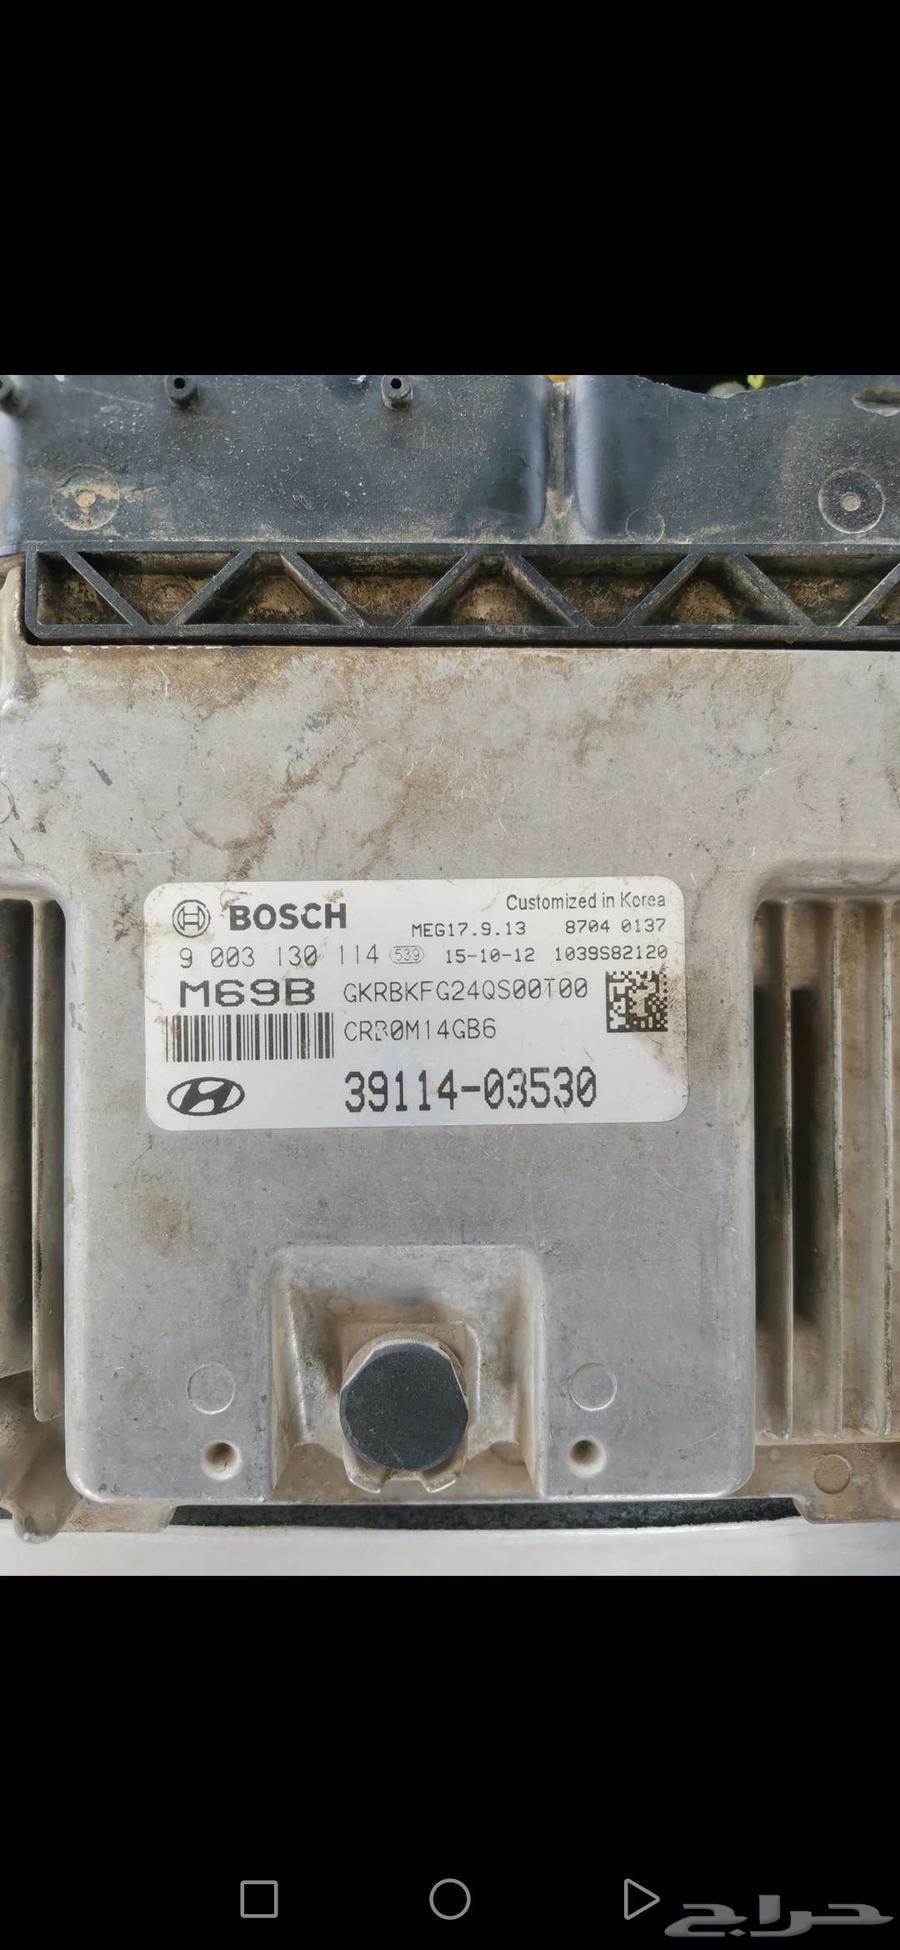 BOSCH
Customized in Korea
MEG17.9.13 8704 0137
9 003 130 114 539 15-10-12 1039S82120
M69B GKRBKFG24QS00T00
CRB0M14GB6
39114-03530
حراج